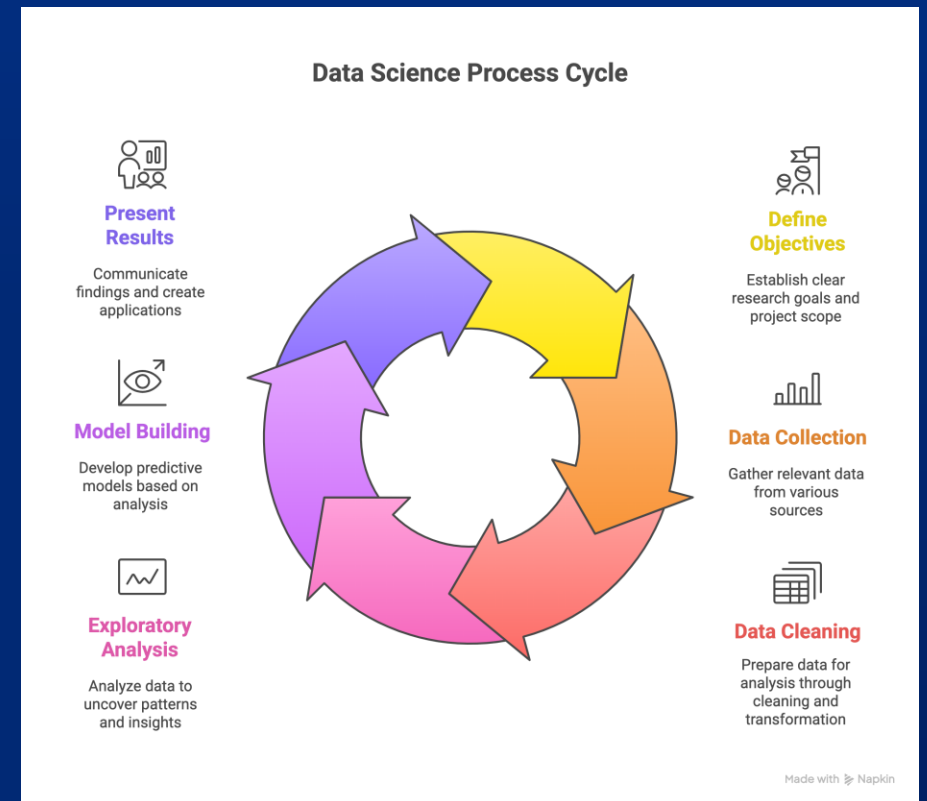 Data Science Process Cycle
Present
Results
Communicate
findings and create
applications
Model Building
Develop predictive
models based on
analysis
Exploratory
Analysis
Analyze data to
uncover patterns
and insights
Define
Objectives
Establish clear
research goals and
project scope
Data Collection
Gather relevant data
from various
sources
Data Cleaning
Prepare data for
analysis through
cleaning and
transformation
Made with Napkin